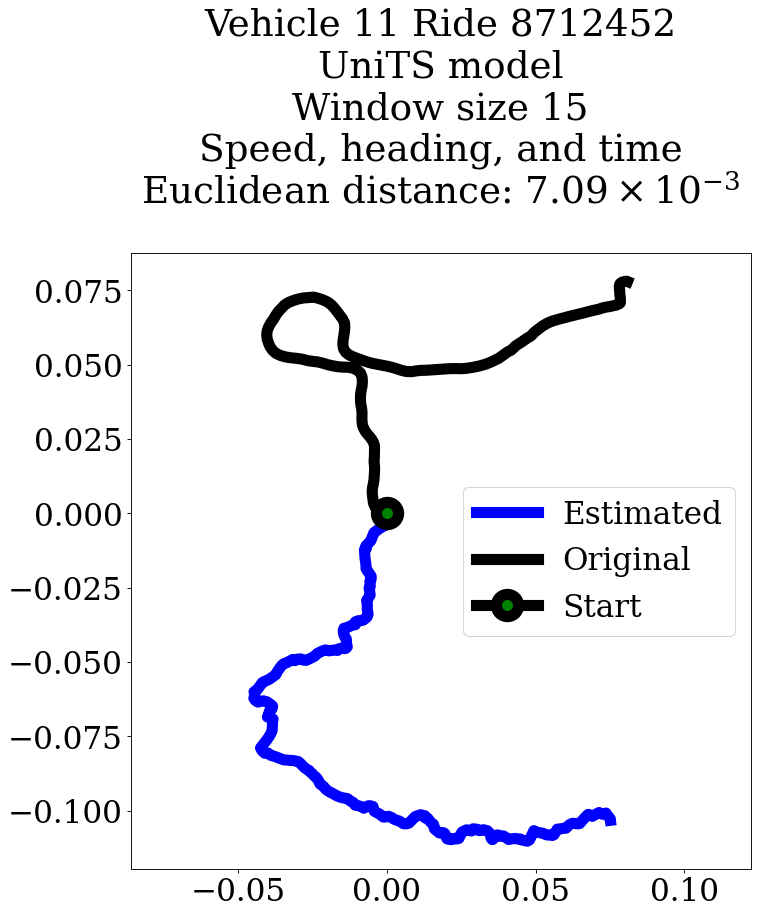 Vehicle 11 Ride 8712452
UniTS model
Window size 15
Speed, heading, and time
Euclidean distance: 7.09 × 10⁻³
0.075
0.050
0.025
0.000
−0.025
−0.050
−0.075
−0.100
Estimated
Original
Start
−0.05 0.00 0.05 0.10